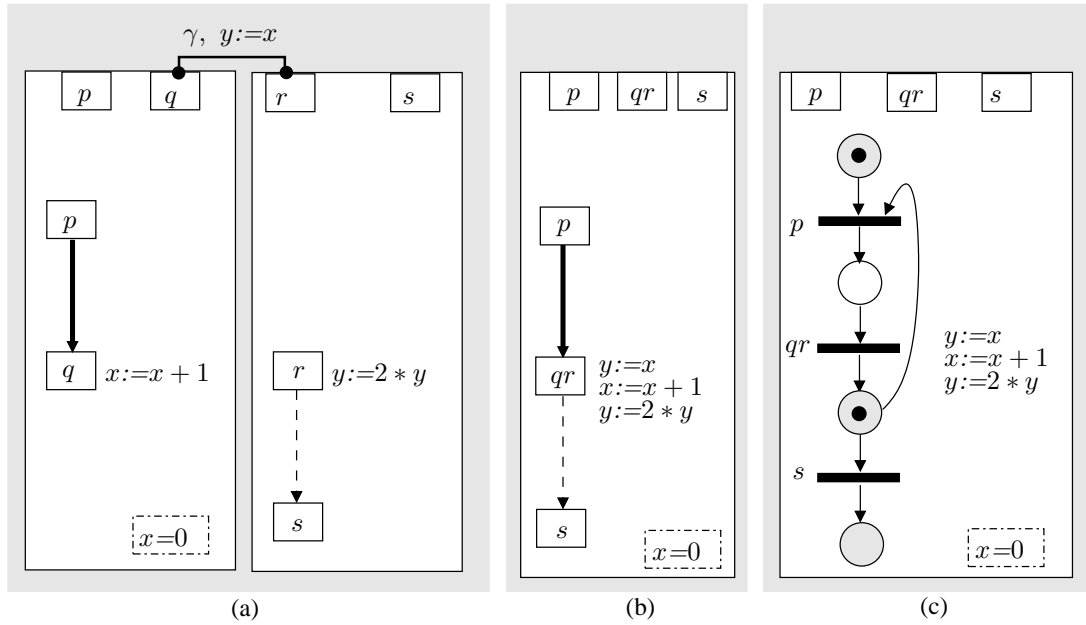 γ, y:=x
p
q
r
s
p
q
x:=x + 1
r
y:=2 * y
s
x=0
(a)
p
qr
s
p
qr
y:=x
x:=x + 1
y:=2 * y
s
x=0
(b)
p
qr
s
p
qr
y:=x
x:=x + 1
y:=2 * y
s
x=0
(c)